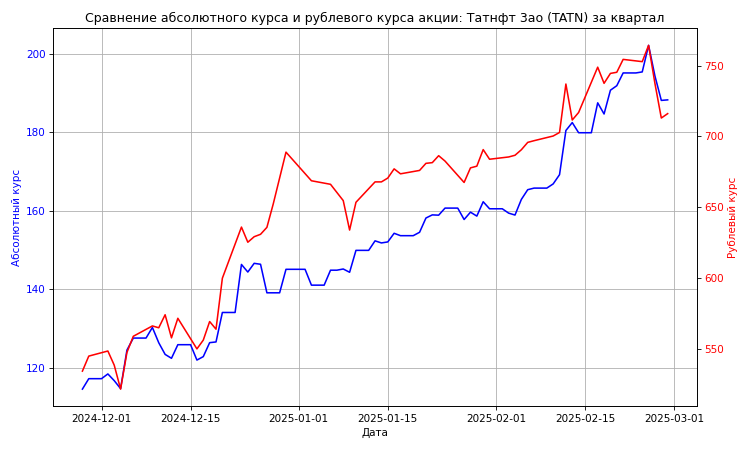 Сравнение абсолютного курса и рублевого курса акции: Татнфт 3ао (TATN) за квартал
Абсолютный курс
200
180
160
140
120
750
700
650
600
550
Рублевый курс
2024-12-01 2024-12-15 2025-01-01 2025-01-15 2025-02-01 2025-02-15 2025-03-01
Дата